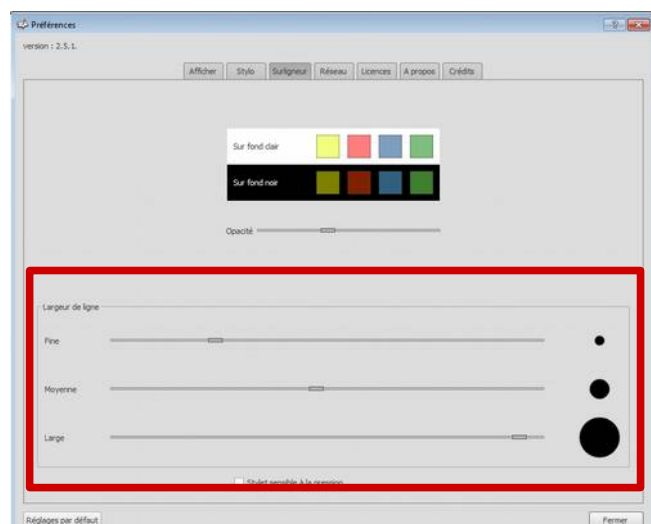 Préférences
version : 2.5.1.
Afficher Stylo Surligneur Réseau Licences A propos Crédits
Sur fond clair
Sur fond noir
Opacité
Largeur de ligne
Fine
Moyenne
Large
Stylet sensible à la pression
Réglages par défaut Fermer